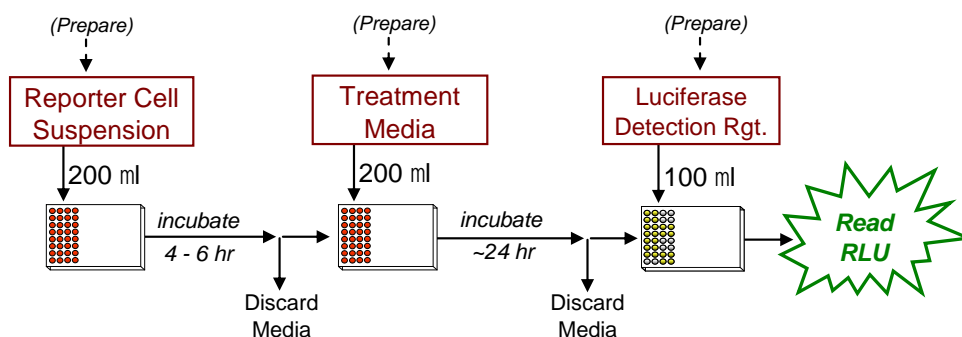 (Prepare)
(Prepare)
(Prepare)
Reporter Cell
Suspension
Treatment
Media
Luciferase
Detection Rgt.
200 ml
200 ml
100 ml
incubate
4 - 6 hr
incubate
~24 hr
Read
RLU
Discard
Media
Discard
Media